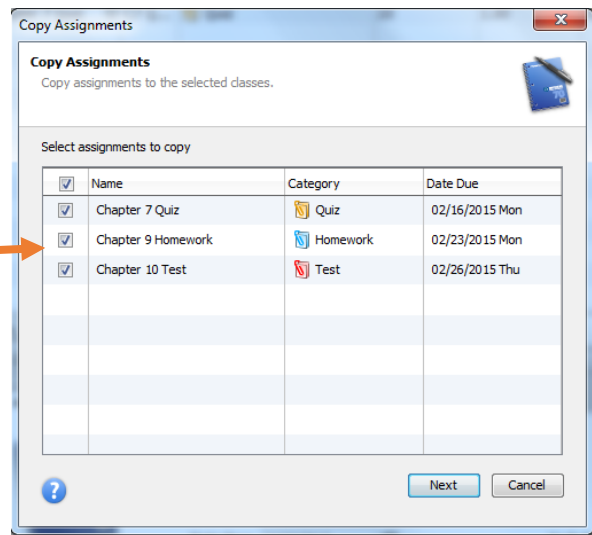 Copy Assignments
Copy Assignments
Copy assignments to the selected classes.
Select assignments to copy
Name Category Date Due
Chapter 7 Quiz Quiz 02/16/2015 Mon
Chapter 9 Homework Homework 02/23/2015 Mon
Chapter 10 Test Test 02/26/2015 Thu
? Next Cancel